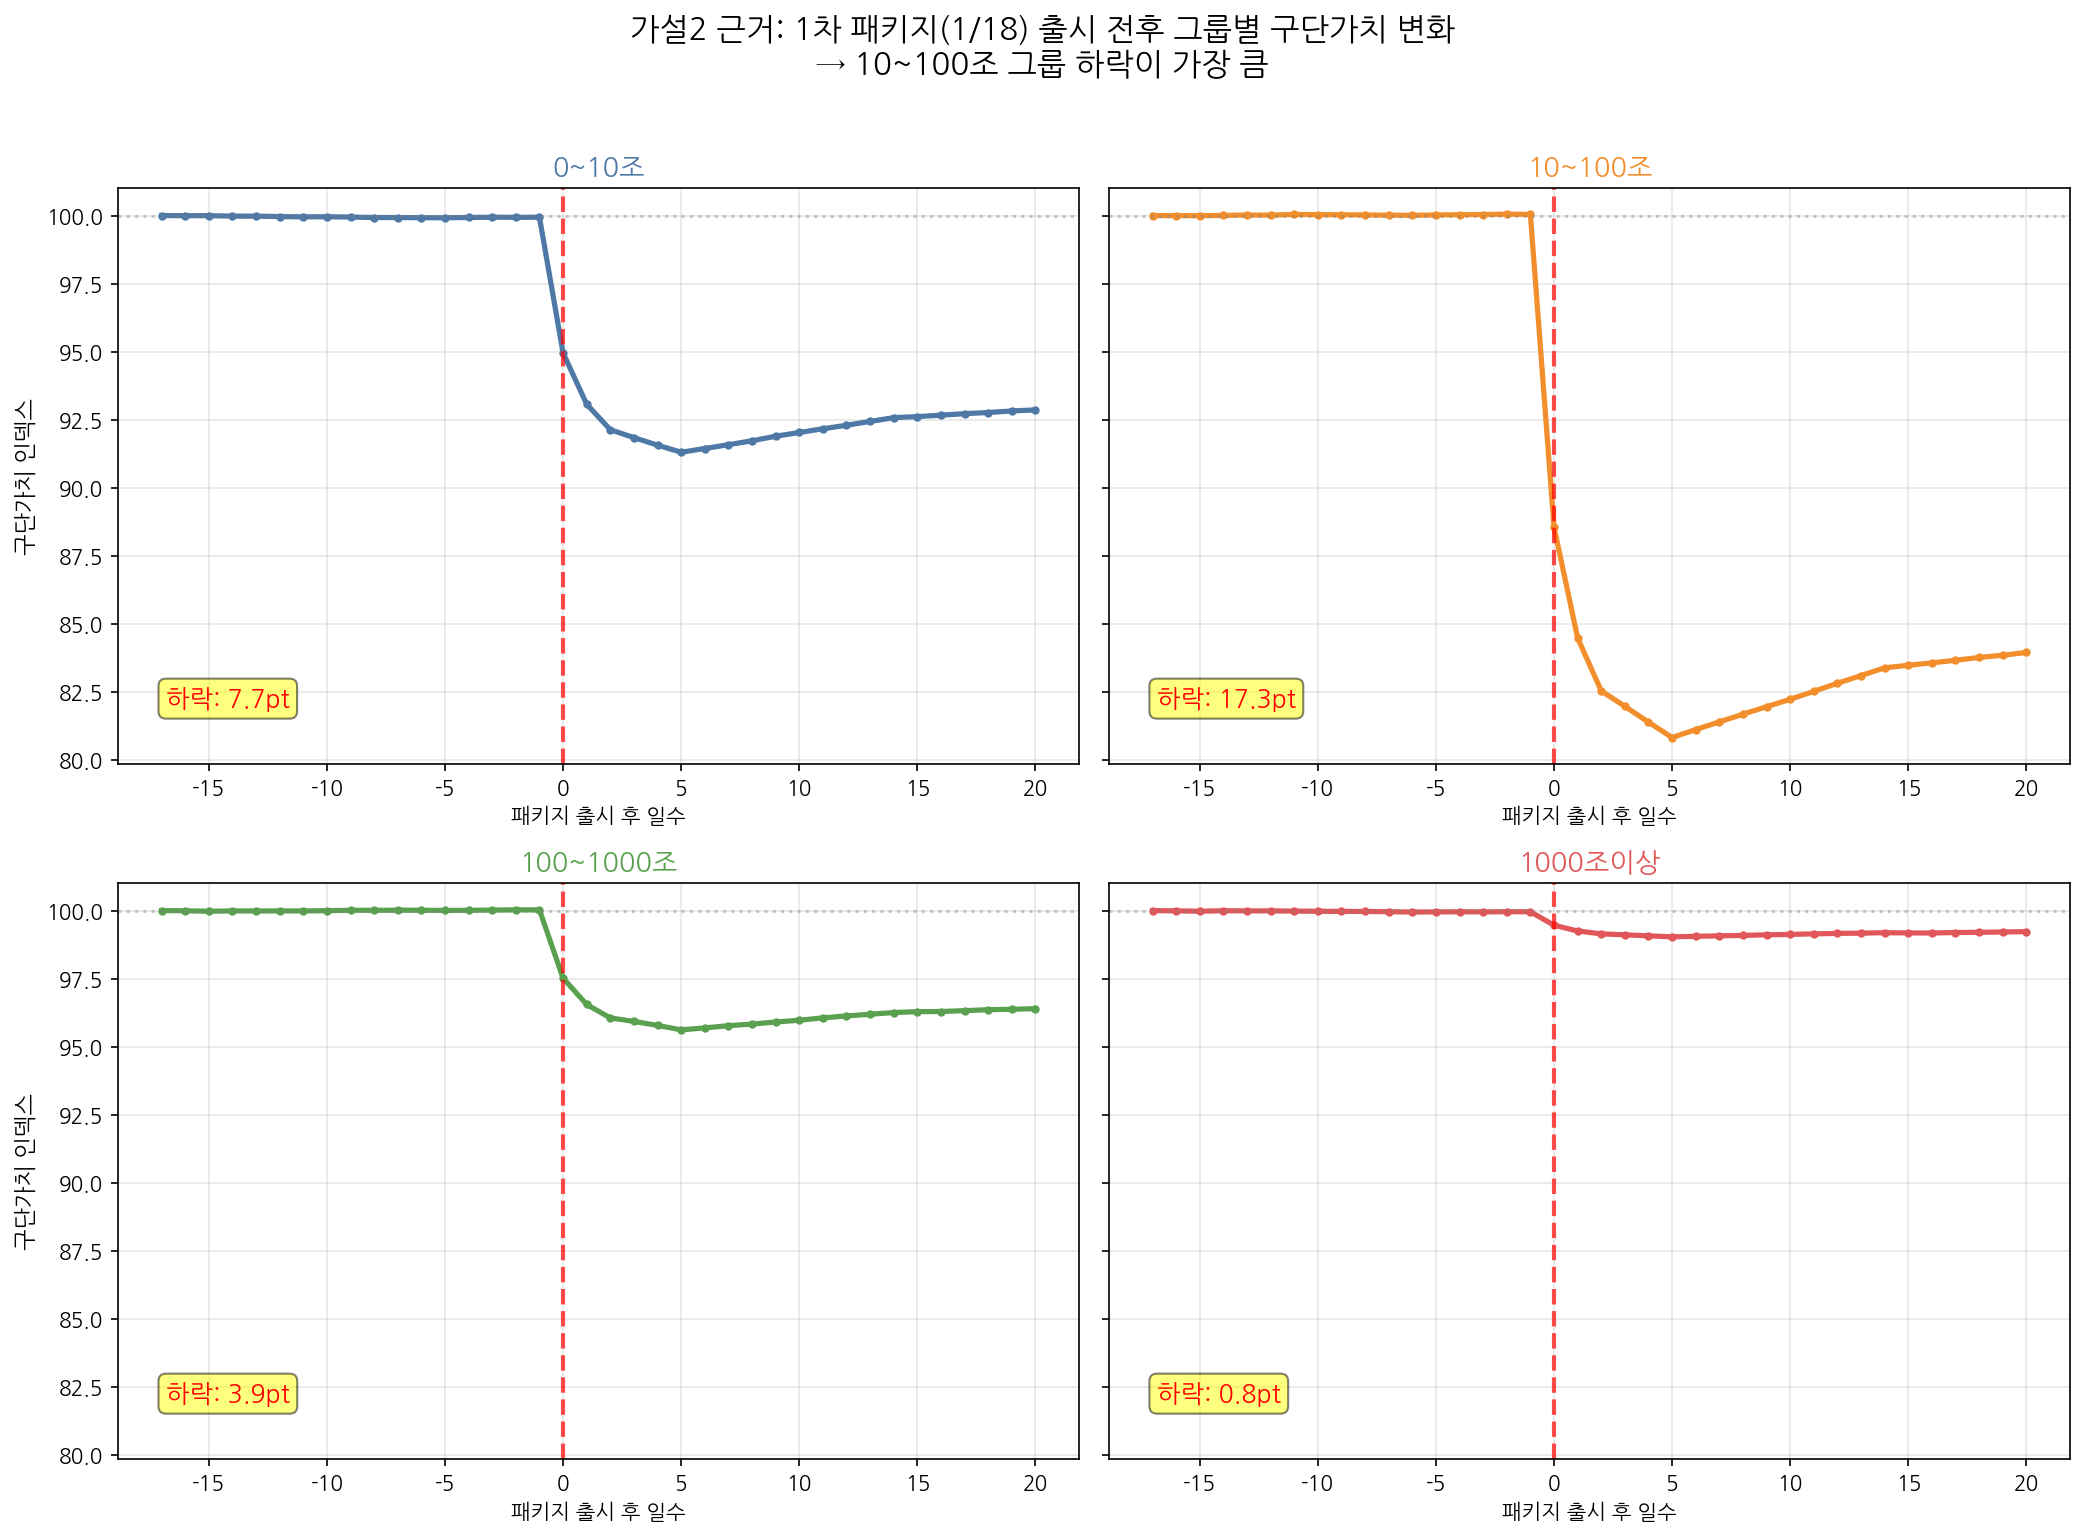 가설2 근거: 1차 패키지(1/18) 출시 전후 그룹별 구단가치 변화
→ 10~100조 그룹 하락이 가장 큼
0~10조
100.0
97.5
95.0
92.5
90.0
87.5
85.0
82.5
80.0
구단가치 인덱스
하락: 7.7pt
-15 -10 -5 0 5 10 15 20
패키지 출시 후 일수
10~100조
하락: 17.3pt
-15 -10 -5 0 5 10 15 20
패키지 출시 후 일수
100~1000조
100.0
97.5
95.0
92.5
90.0
87.5
85.0
82.5
80.0
구단가치 인덱스
하락: 3.9pt
-15 -10 -5 0 5 10 15 20
패키지 출시 후 일수
1000조이상
하락: 0.8pt
-15 -10 -5 0 5 10 15 20
패키지 출시 후 일수